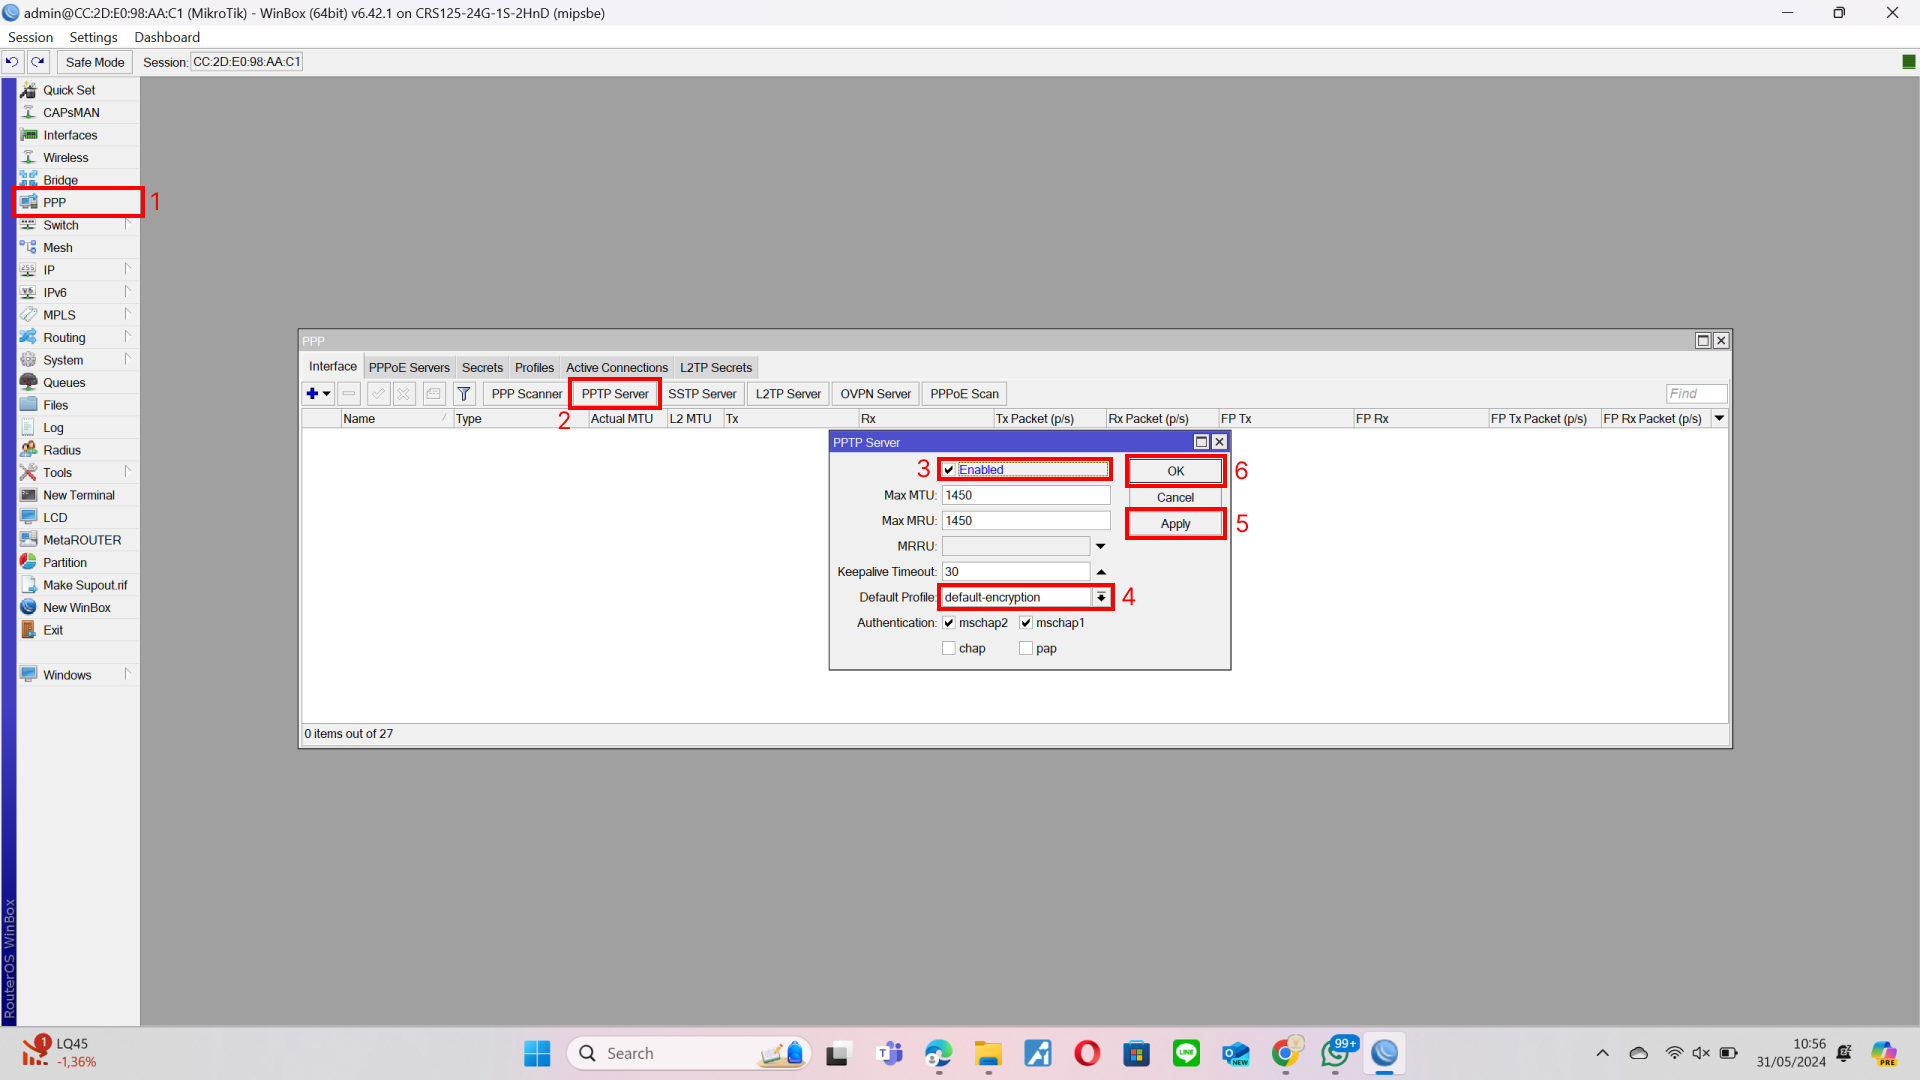 admin@CC:2D:E0:98:AA:C1 (MikroTik) - WinBox (64bit) v6.42.1 on CRS125-24G-1S-2HnD (mipsbe)
Session Settings Dashboard
Safe Mode Session: CC:2D:E0:98:AA:C1
Quick Set
CAPsMAN
Interfaces
Wireless
Bridge
PPP 1
Switch
Mesh
IP
IPv6
MPLS
Routing
System
Queues
Files
Log
Radius
Tools
New Terminal
LCD
MetaROUTER
Partition
Make Supout.rif
New WinBox
Exit
Windows
RouterOS WinBox
PPP
Interface PPPoE Servers Secrets Profiles Active Connections L2TP Secrets
PPP Scanner PPTP Server SSTP Server L2TP Server OVPN Server PPPoE Scan Find
2
Name Type Actual MTU L2 MTU Tx Rx Tx Packet (p/s) Rx Packet (p/s) FP Tx FP Rx FP Tx Packet (p/s) FP Rx Packet (p/s)
PPTP Server
3 Enabled OK 6
Max MTU: 1450 Cancel
Max MRU: 1450 Apply 5
MRRU:
Keepalive Timeout: 30
Default Profile: default-encryption 4
Authentication: mschap2 mschap1
chap pap
0 items out of 27
1 LQ45
-1,36%
Search
NEW
99+
10:56
31/05/2024
PRE